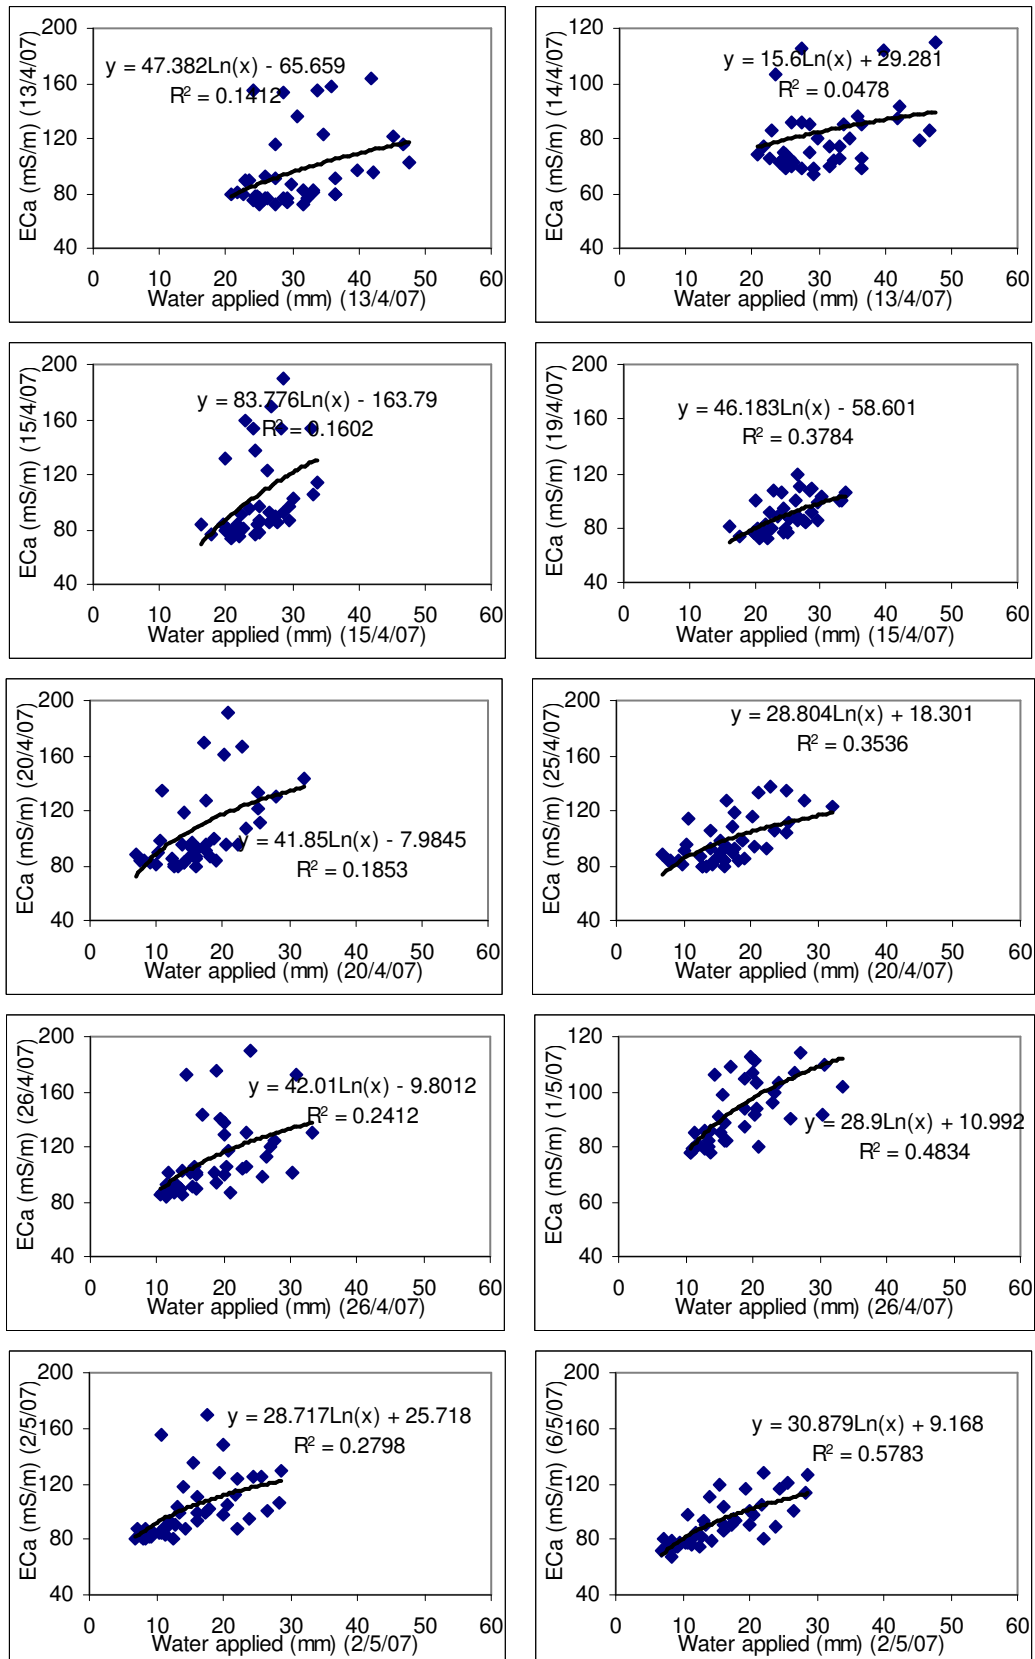 ECa (mS/m) (13/4/07)
200
160
120
80
40
y = 47.382Ln(x) - 65.659
R² = 0.1412
0 10 20 30 40 50 60
Water applied (mm) (13/4/07)
ECa (mS/m) (14/4/07)
120
100
80
60
40
y = 15.6Ln(x) + 29.281
R² = 0.0478
0 10 20 30 40 50 60
Water applied (mm) (13/4/07)
ECa (mS/m) (15/4/07)
200
160
120
80
40
y = 83.776Ln(x) - 163.79
R² = 0.1602
0 10 20 30 40 50 60
Water applied (mm) (15/4/07)
ECa (mS/m) (19/4/07)
200
160
120
80
40
y = 46.183Ln(x) - 58.601
R² = 0.3784
0 10 20 30 40 50 60
Water applied (mm) (15/4/07)
ECa (mS/m) (20/4/07)
200
160
120
80
40
y = 41.85Ln(x) - 7.9845
R² = 0.1853
0 10 20 30 40 50 60
Water applied (mm) (20/4/07)
ECa (mS/m) (25/4/07)
200
160
120
80
40
y = 28.804Ln(x) + 18.301
R² = 0.3536
0 10 20 30 40 50 60
Water applied (mm) (20/4/07)
ECa (mS/m) (26/4/07)
200
160
120
80
40
y = 42.01Ln(x) - 9.8012
R² = 0.2412
0 10 20 30 40 50 60
Water applied (mm) (26/4/07)
ECa (mS/m) (1/5/07)
120
100
80
60
40
y = 28.9Ln(x) + 10.992
R² = 0.4834
0 10 20 30 40 50 60
Water applied (mm) (26/4/07)
ECa (mS/m) (2/5/07)
200
160
120
80
40
y = 28.717Ln(x) + 25.718
R² = 0.2798
0 10 20 30 40 50 60
Water applied (mm) (2/5/07)
ECa (mS/m) (6/5/07)
200
160
120
80
40
y = 30.879Ln(x) + 9.168
R² = 0.5783
0 10 20 30 40 50 60
Water applied (mm) (2/5/07)